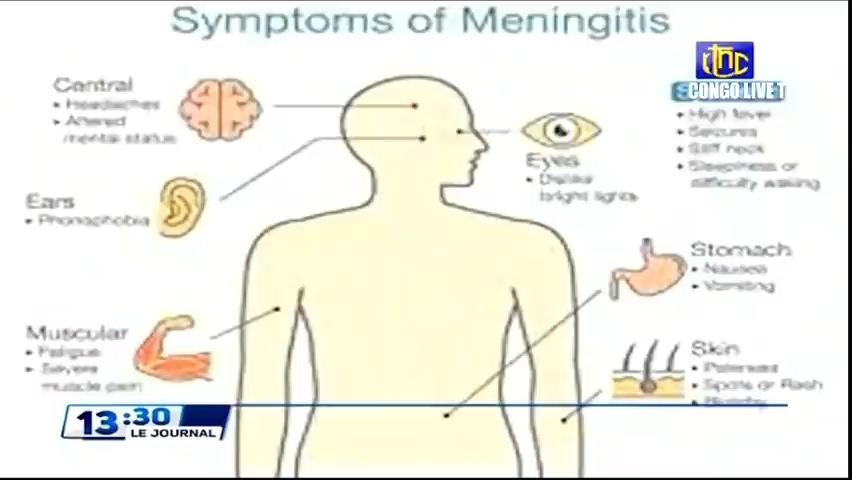 Symptoms of Meningitis
Central
• Headaches
• Altered
mental status
Ears
• Phonophobia
Muscular
• Fatigue
• Severe
muscle pain
Eyes
• Dislike
bright lights
rtnc
CONGO LIVE T
• High fever
• Seizures
• Stiff neck
• Sleepiness or
difficulty waking
Stomach
• Nausea
• Vomiting
Skin
• Paleness
• Spots or Rash
13:30
LE JOURNAL